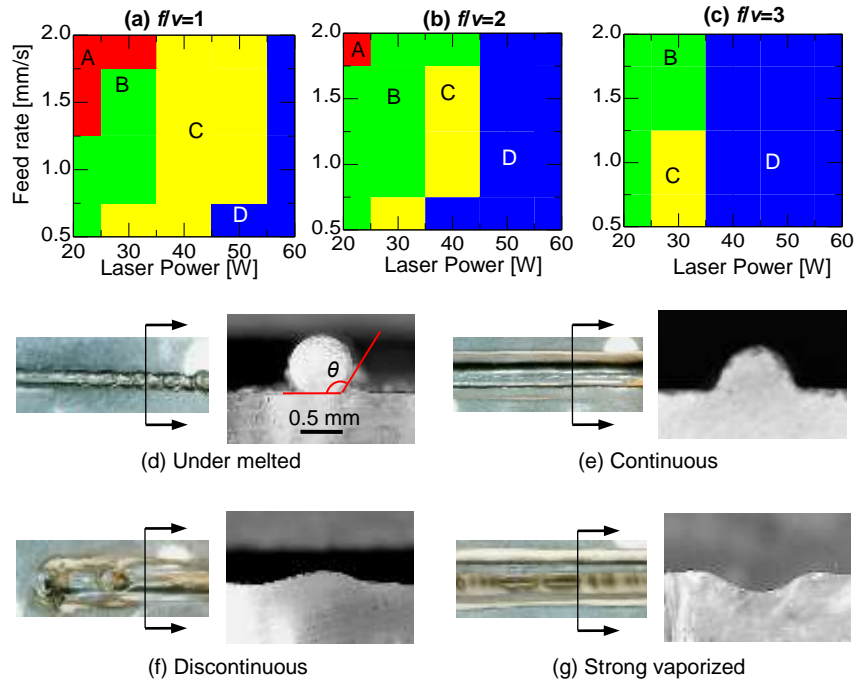 (a) f/v=1
(b) f/v=2
(c) f/v=3
Feed rate [mm/s]
2.0
1.5
1.0
0.5
A
B
C
D
20 30 40 50 60
Laser Power [W]
2.0
1.5
1.0
0.5
A
B
C
D
20 30 40 50 60
Laser Power [W]
2.0
1.5
1.0
0.5
B
C
D
20 30 40 50 60
Laser Power [W]
θ
0.5 mm
(d) Under melted
(e) Continuous
(f) Discontinuous
(g) Strong vaporized